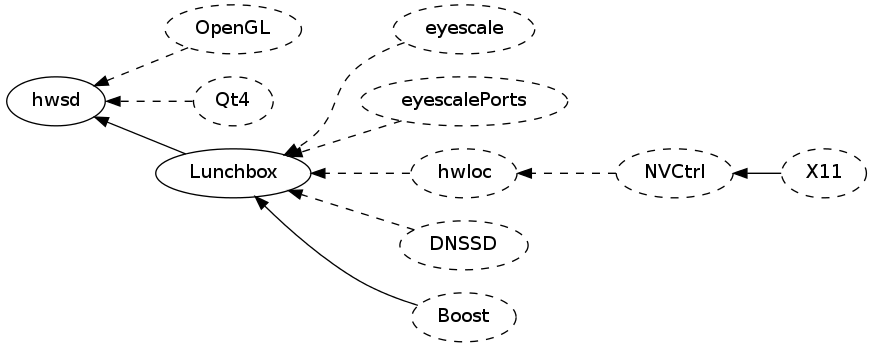 OpenGL
eyescale
hwsd
Qt4
eyescalePorts
Lunchbox
hwloc
NVCtrl
X11
DNSSD
Boost